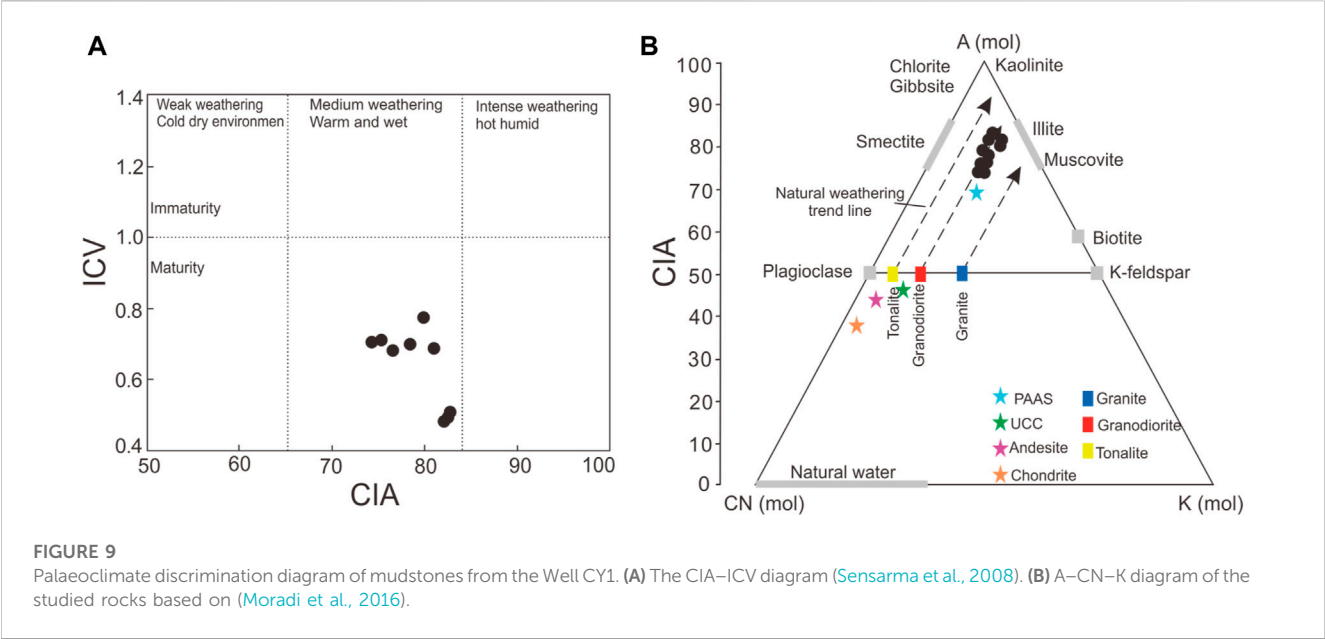 A
1.4
1.2
1.0
0.8
0.6
0.4
ICV
Weak weathering
Cold dry environmen
Medium weathering
Warm and wet
Intense weathering
hot humid
Immaturity
Maturity
50
60
70
80
90
100
CIA
B
A (mol)
100
90
80
70
60
50
40
30
20
10
0
CIA
Chlorite
Gibbsite
Kaolinite
Smectite
Illite
Muscovite
Natural weathering
trend line
Biotite
Plagioclase
K-feldspar
Tonalite
Granodiorite
Granite
PAAS
UCC
Andesite
Chondrite
Granite
Granodiorite
Tonalite
Natural water
CN (mol)
K (mol)
FIGURE 9
Palaeoclimate discrimination diagram of mudstones from the Well CY1. (A) The CIA–ICV diagram (Sensarma et al., 2008). (B) A–CN–K diagram of the
studied rocks based on (Moradi et al., 2016).